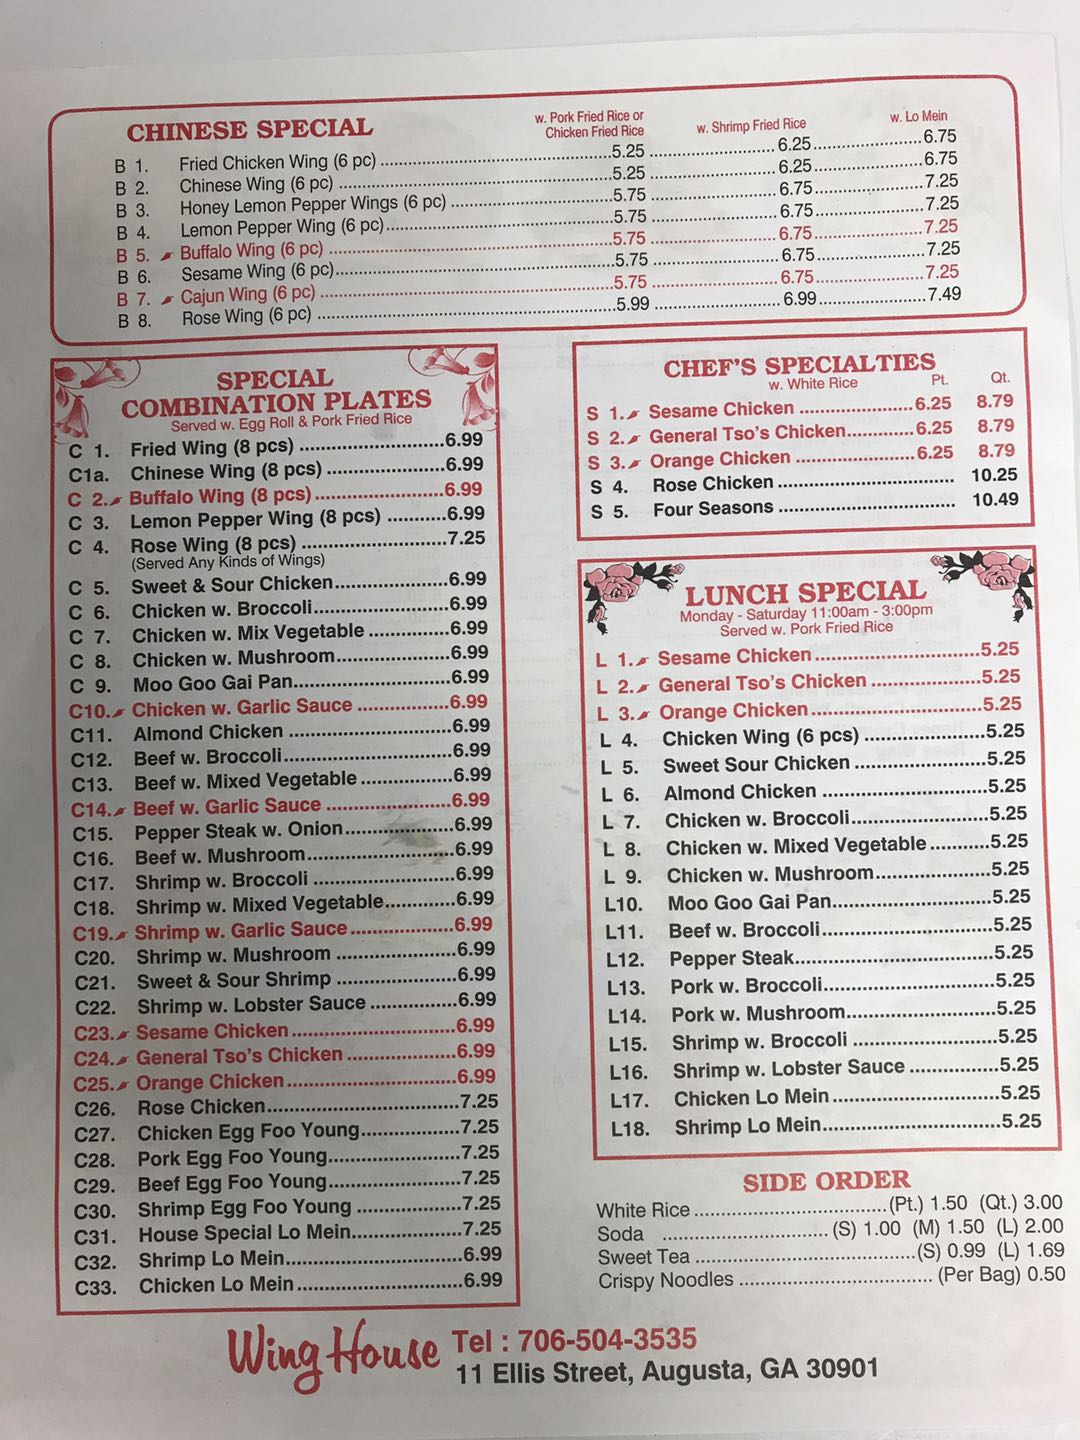 CHINESE SPECIAL
w. Pork Fried Rice or Chicken Fried Rice w. Shrimp Fried Rice w. Lo Mein
B 1. Fried Chicken Wing (6 pc) 5.25 6.25 6.75
B 2. Chinese Wing (6 pc) 5.25 6.25 6.75
B 3. Honey Lemon Pepper Wings (6 pc) 5.75 6.75 7.25
B 4. Lemon Pepper Wing (6 pc) 5.75 6.75 7.25
B 5. Buffalo Wing (6 pc) 5.75 6.75 7.25
B 6. Sesame Wing (6 pc) 5.75 6.75 7.25
B 7. Cajun Wing (6 pc) 5.75 6.75 7.25
B 8. Rose Wing (6 pc) 5.99 6.99 7.49
SPECIAL
COMBINATION PLATES
Served w. Egg Roll & Pork Fried Rice
C 1. Fried Wing (8 pcs) 6.99
C1a. Chinese Wing (8 pcs) 6.99
C 2. Buffalo Wing (8 pcs) 6.99
C 3. Lemon Pepper Wing (8 pcs) 6.99
C 4. Rose Wing (8 pcs) 7.25
(Served Any Kinds of Wings)
C 5. Sweet & Sour Chicken 6.99
C 6. Chicken w. Broccoli 6.99
C 7. Chicken w. Mix Vegetable 6.99
C 8. Chicken w. Mushroom 6.99
C 9. Moo Goo Gai Pan 6.99
C10. Chicken w. Garlic Sauce 6.99
C11. Almond Chicken 6.99
C12. Beef w. Broccoli 6.99
C13. Beef w. Mixed Vegetable 6.99
C14. Beef w. Garlic Sauce 6.99
C15. Pepper Steak w. Onion 6.99
C16. Beef w. Mushroom 6.99
C17. Shrimp w. Broccoli 6.99
C18. Shrimp w. Mixed Vegetable 6.99
C19. Shrimp w. Garlic Sauce 6.99
C20. Shrimp w. Mushroom 6.99
C21. Sweet & Sour Shrimp 6.99
C22. Shrimp w. Lobster Sauce 6.99
C23. Sesame Chicken 6.99
C24. General Tso's Chicken 6.99
C25. Orange Chicken 6.99
C26. Rose Chicken 7.25
C27. Chicken Egg Foo Young 7.25
C28. Pork Egg Foo Young 7.25
C29. Beef Egg Foo Young 7.25
C30. Shrimp Egg Foo Young 7.25
C31. House Special Lo Mein 7.25
C32. Shrimp Lo Mein 6.99
C33. Chicken Lo Mein 6.99
CHEF'S SPECIALTIES
w. White Rice Pt. Qt.
S 1. Sesame Chicken 6.25 8.79
S 2. General Tso's Chicken 6.25 8.79
S 3. Orange Chicken 6.25 8.79
S 4. Rose Chicken 10.25
S 5. Four Seasons 10.49
LUNCH SPECIAL
Monday - Saturday 11:00am - 3:00pm
Served w. Pork Fried Rice
L 1. Sesame Chicken 5.25
L 2. General Tso's Chicken 5.25
L 3. Orange Chicken 5.25
L 4. Chicken Wing (6 pcs) 5.25
L 5. Sweet Sour Chicken 5.25
L 6. Almond Chicken 5.25
L 7. Chicken w. Broccoli 5.25
L 8. Chicken w. Mixed Vegetable 5.25
L 9. Chicken w. Mushroom 5.25
L10. Moo Goo Gai Pan 5.25
L11. Beef w. Broccoli 5.25
L12. Pepper Steak 5.25
L13. Pork w. Broccoli 5.25
L14. Pork w. Mushroom 5.25
L15. Shrimp w. Broccoli 5.25
L16. Shrimp w. Lobster Sauce 5.25
L17. Chicken Lo Mein 5.25
L18. Shrimp Lo Mein 5.25
SIDE ORDER
White Rice (Pt.) 1.50 (Qt.) 3.00
Soda (S) 1.00 (M) 1.50 (L) 2.00
Sweet Tea (S) 0.99 (L) 1.69
Crispy Noodles (Per Bag) 0.50
Wing House Tel : 706-504-3535
11 Ellis Street, Augusta, GA 30901